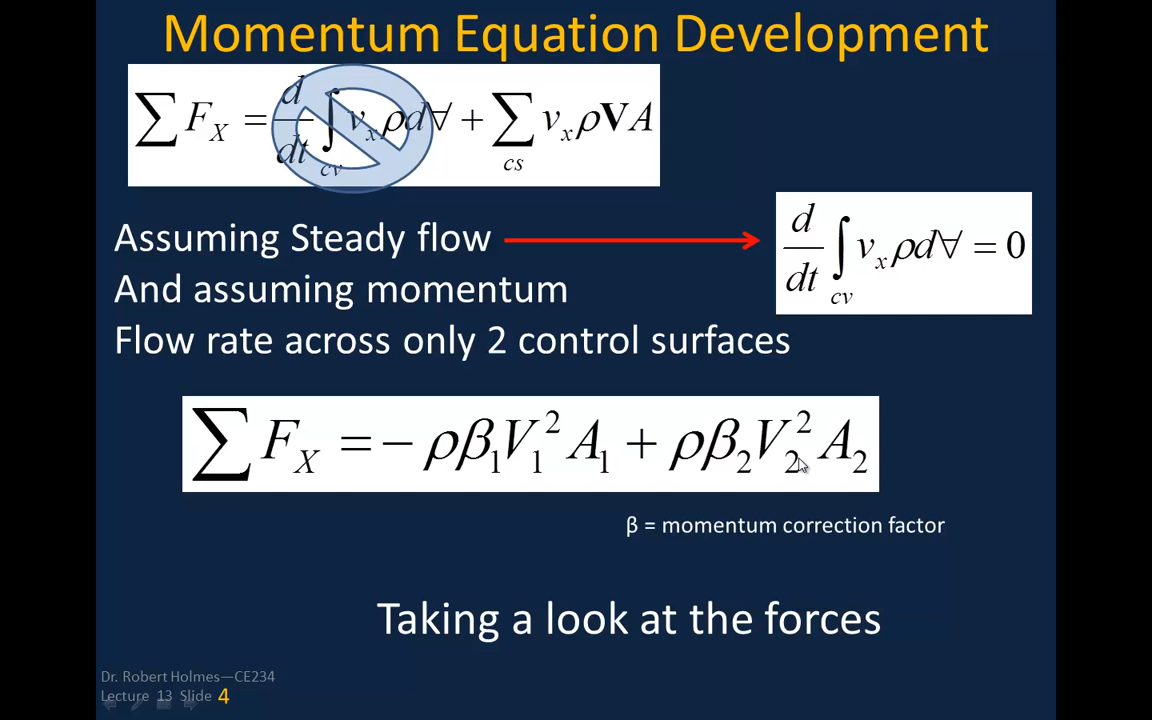 Momentum Equation Development
∑ F_X = d/dt ∫_cv v_x ρd∀ + ∑_cs v_x ρVA
Assuming Steady flow
d/dt ∫_cv v_x ρd∀ = 0
And assuming momentum
Flow rate across only 2 control surfaces
∑ F_X = − ρβ₁V₁²A₁ + ρβ₂V₂²A₂
β = momentum correction factor
Taking a look at the forces
Dr. Robert Holmes—CE234
Lecture 13 Slide 4